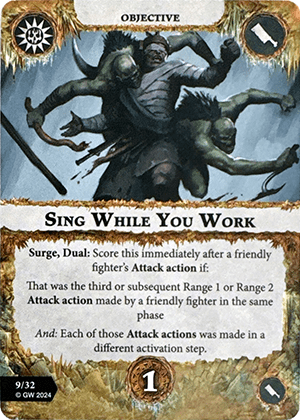 OBJECTIVE
SING WHILE YOU WORK
Surge, Dual: Score this immediately after a friendly
fighter's Attack action if:
That was the third or subsequent Range 1 or Range 2
Attack action made by a friendly fighter in the same
phase
And: Each of those Attack actions was made in a
different activation step.
9/32
© GW 2024
1